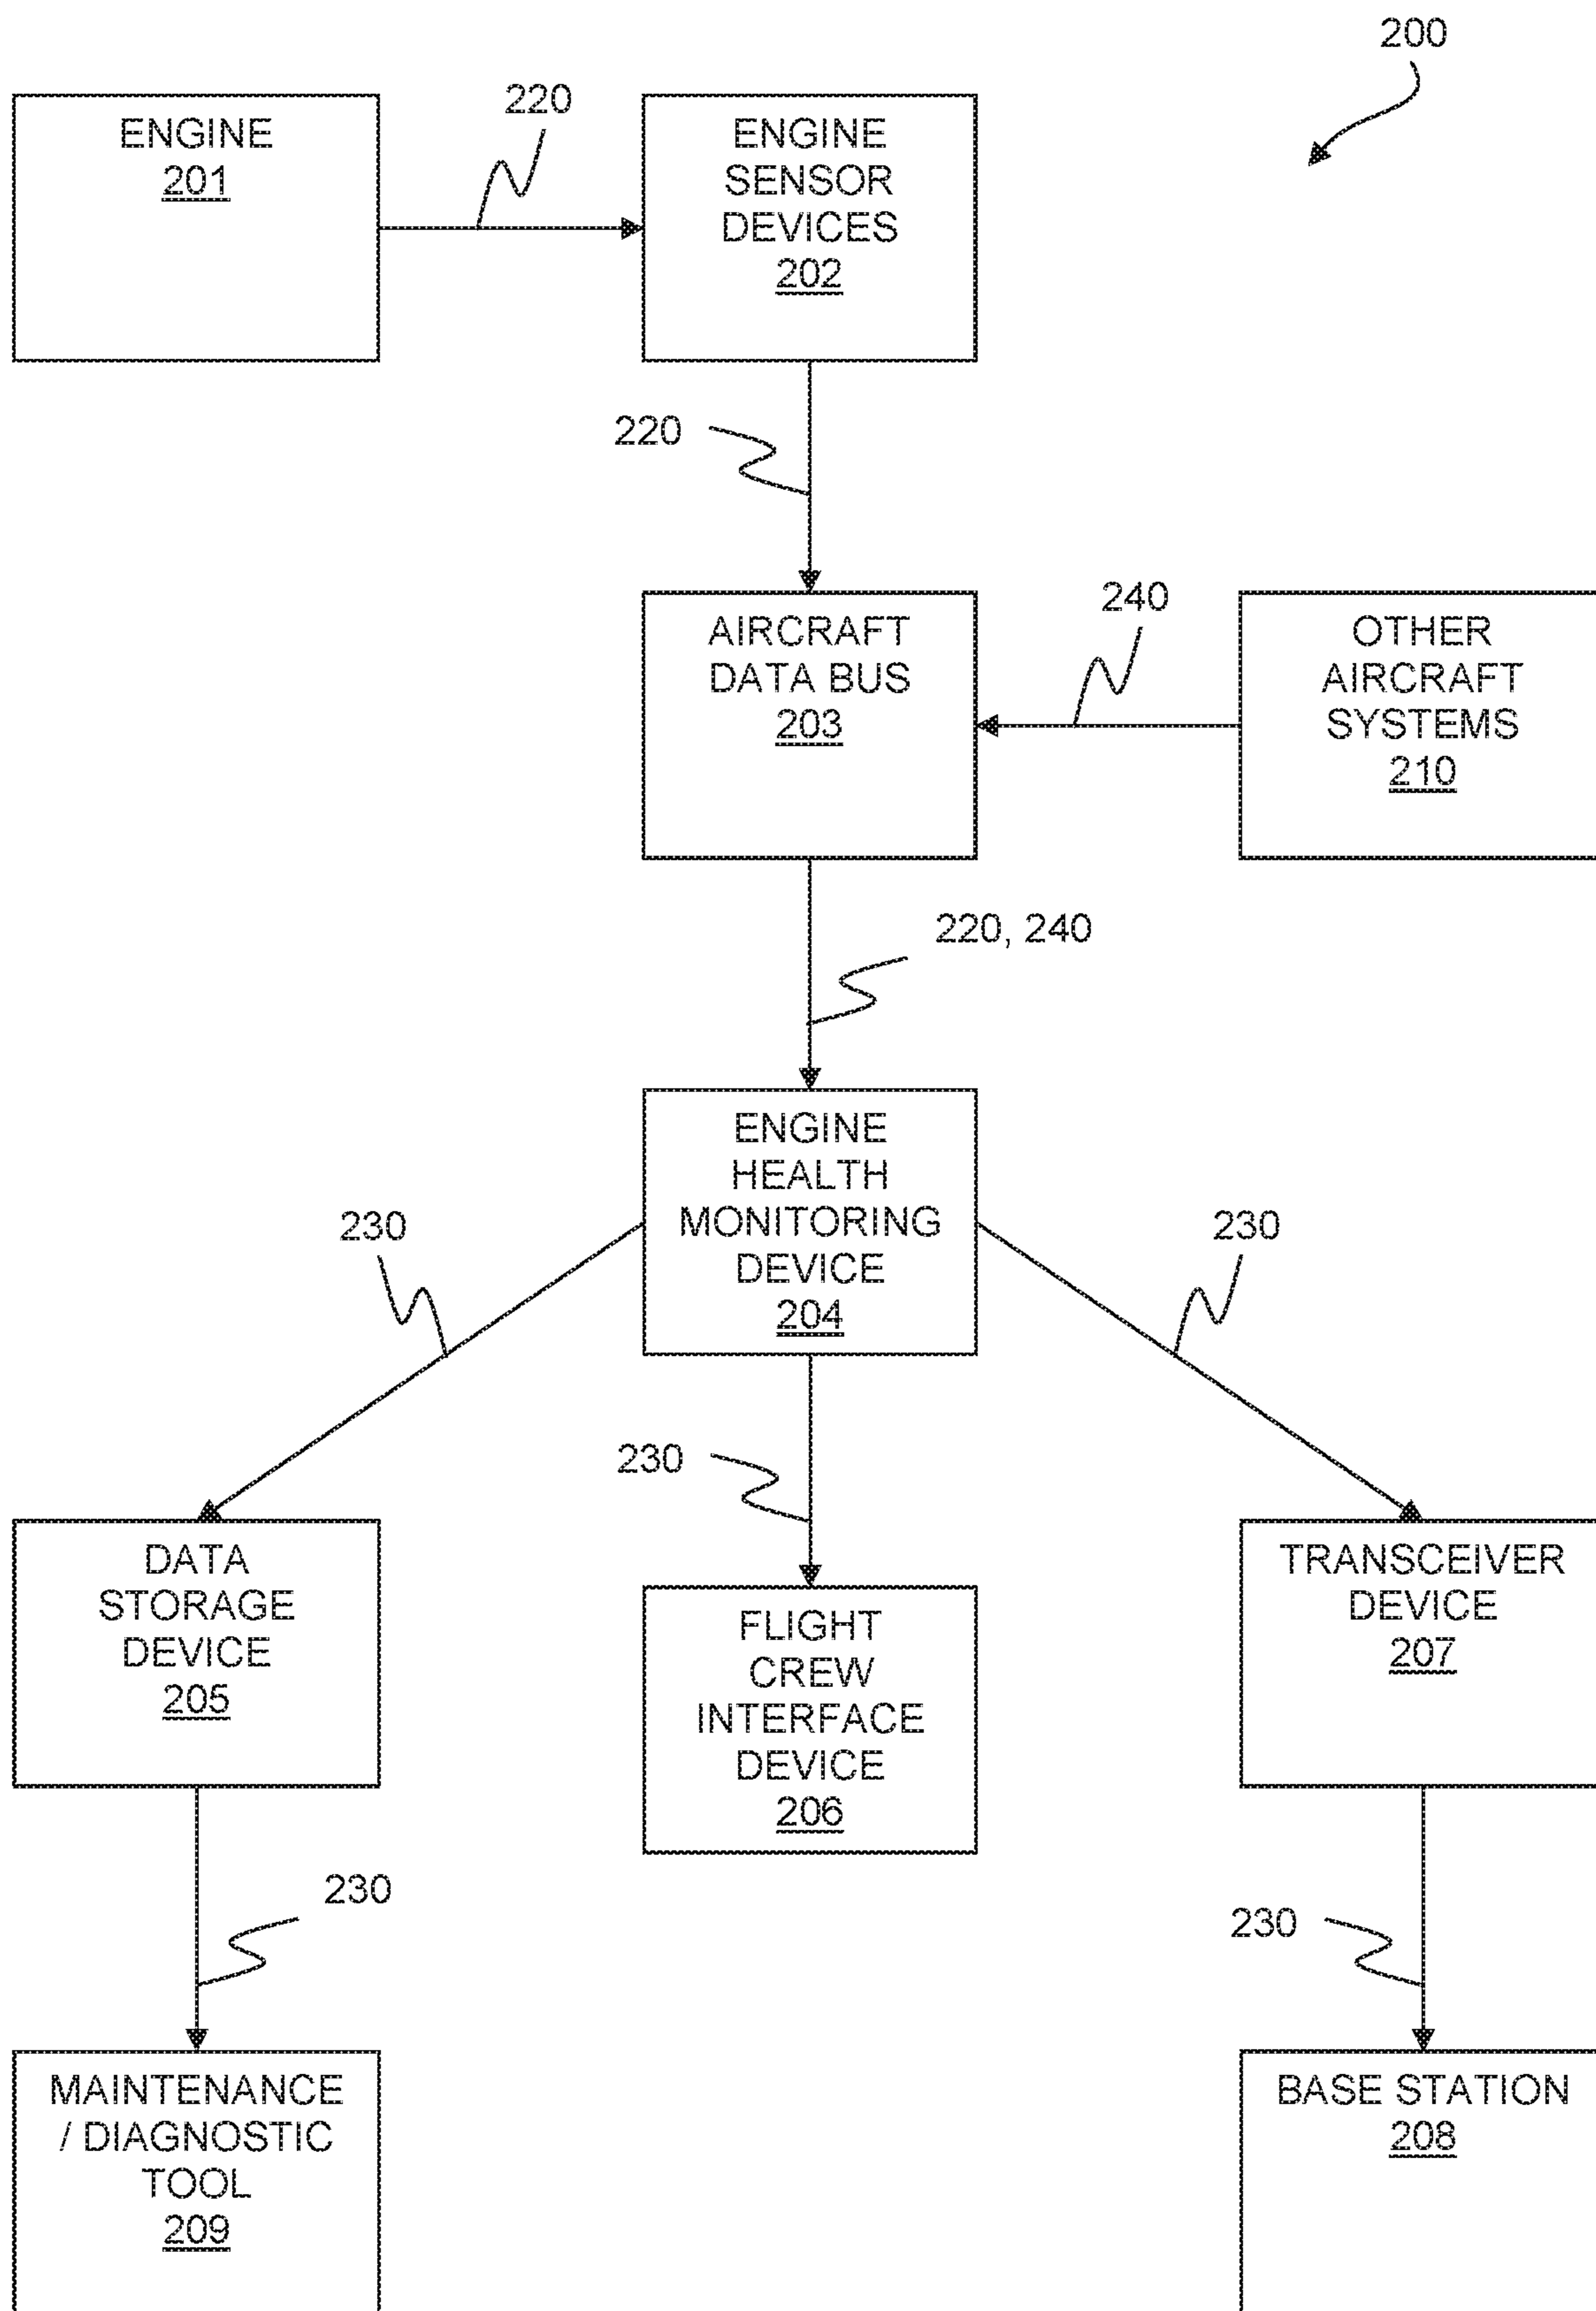 200
ENGINE
201
220
ENGINE
SENSOR
DEVICES
202
220
AIRCRAFT
DATA BUS
203
240
OTHER
AIRCRAFT
SYSTEMS
210
220, 240
ENGINE
HEALTH
MONITORING
DEVICE
204
230
230
230
DATA
STORAGE
DEVICE
205
FLIGHT
CREW
INTERFACE
DEVICE
206
TRANSCEIVER
DEVICE
207
230
230
MAINTENANCE
/ DIAGNOSTIC
TOOL
209
BASE STATION
208